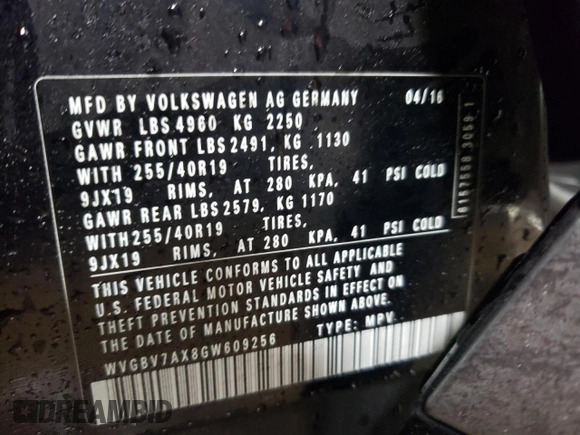 MFD BY VOLKSWAGEN AG GERMANY 04/16
GVWR LBS 4960 KG 2250
GAWR FRONT LBS 2491, KG 1130
WITH 255/40R19 TIRES,
9JX19 RIMS, AT 280 KPA, 41 PSI COLD
GAWR REAR LBS 2579, KG 1170
WITH 255/40R19 TIRES,
9JX19 RIMS, AT 280 KPA, 41 PSI COLD
THIS VEHICLE CONFORMS TO ALL APPLICABLE
U.S. FEDERAL MOTOR VEHICLE SAFETY AND
THEFT PREVENTION STANDARDS IN EFFECT ON
THE DATE OF MANUFACTURE SHOWN ABOVE.
WVGBV7AX8GW609256 TYPE: MPV
DREAMBID